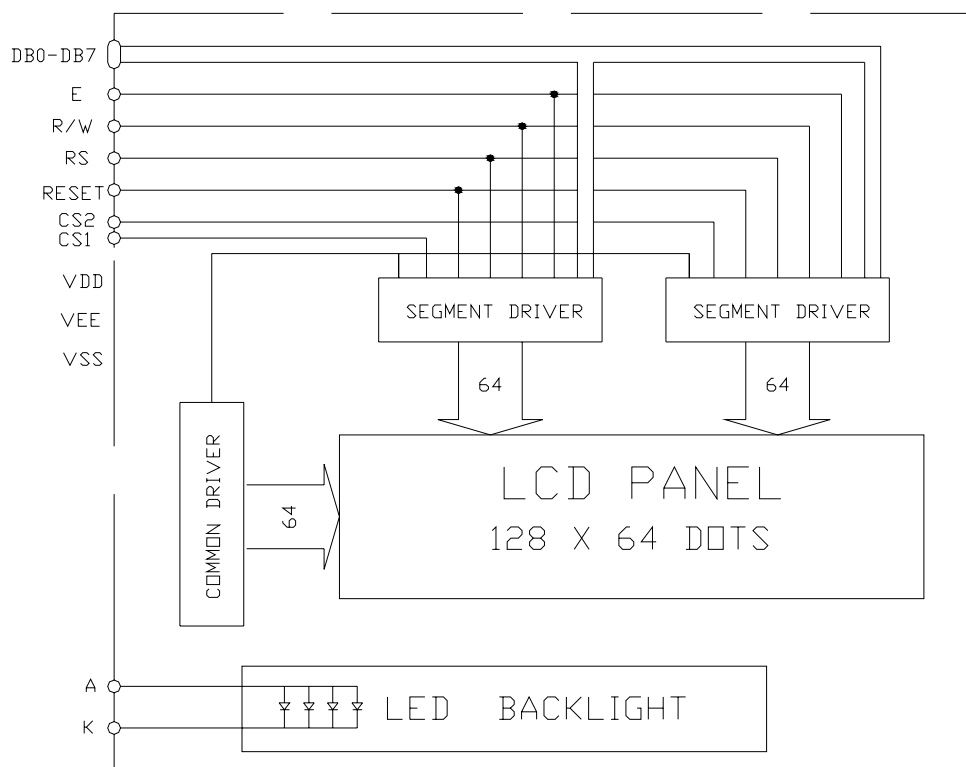 DB0-DB7
E
R/W
RS
RESET
CS2
CS1
VDD
VEE
VSS
SEGMENT DRIVER
SEGMENT DRIVER
64
64
COMMON DRIVER
64
LCD PANEL
128 X 64 DOTS
A
K
LED BACKLIGHT